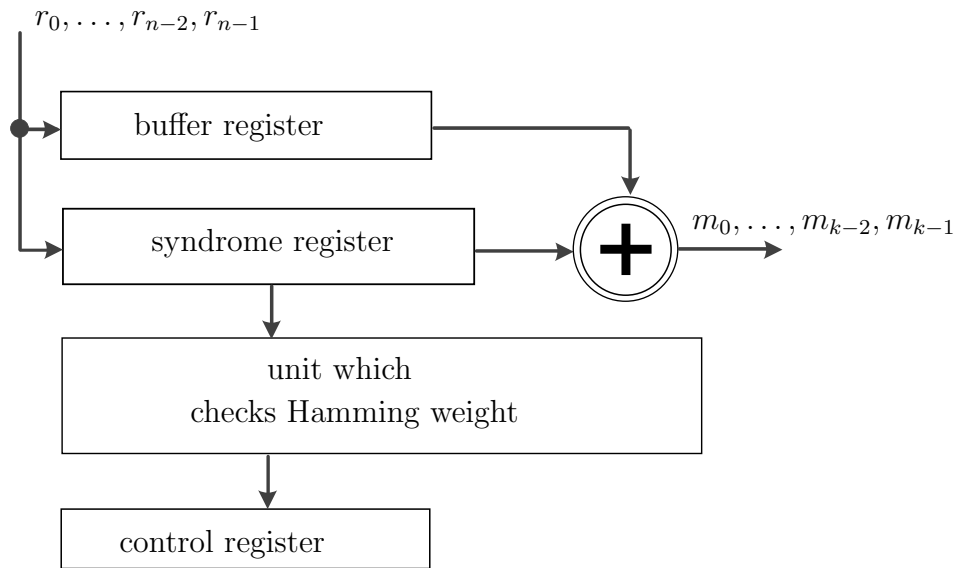 r_0, . . . , r_{n−2}, r_{n−1}
buffer register
syndrome register
+
m_0, . . . , m_{k−2}, m_{k−1}
unit which
checks Hamming weight
control register